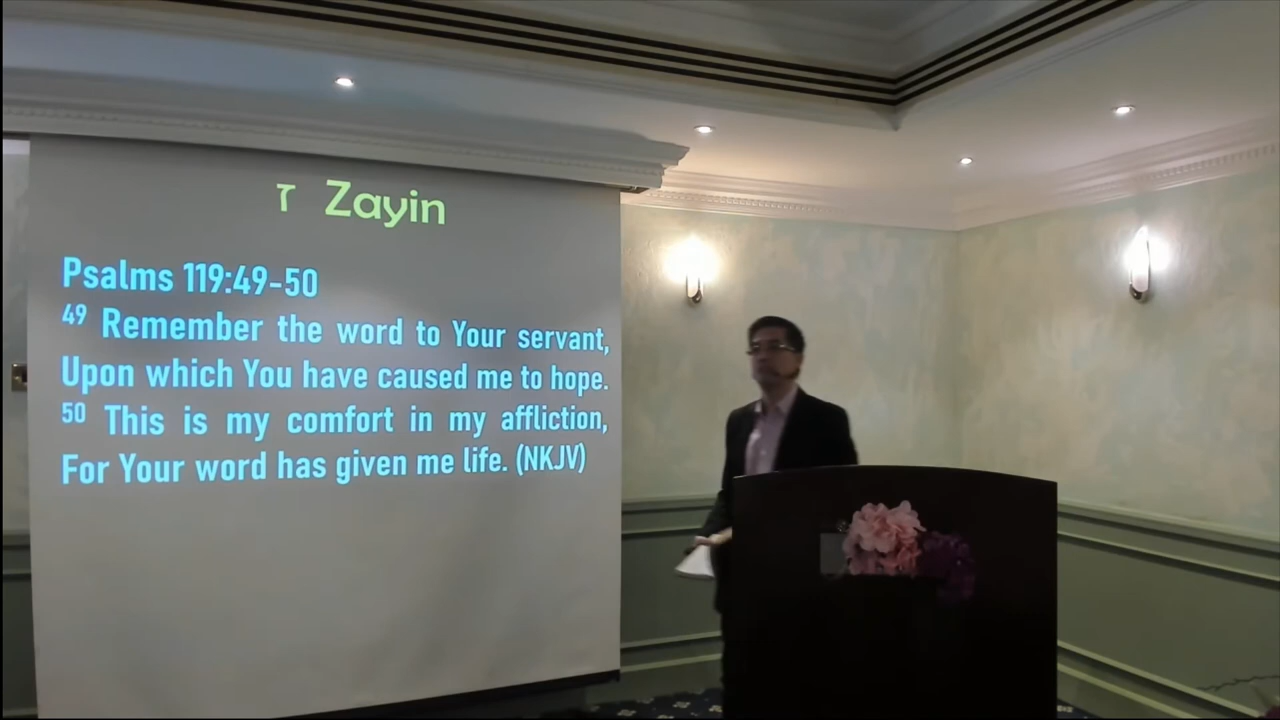 ז Zayin
Psalms 119:49-50
49 Remember the word to Your servant,
Upon which You have caused me to hope.
50 This is my comfort in my affliction,
For Your word has given me life. (NKJV)